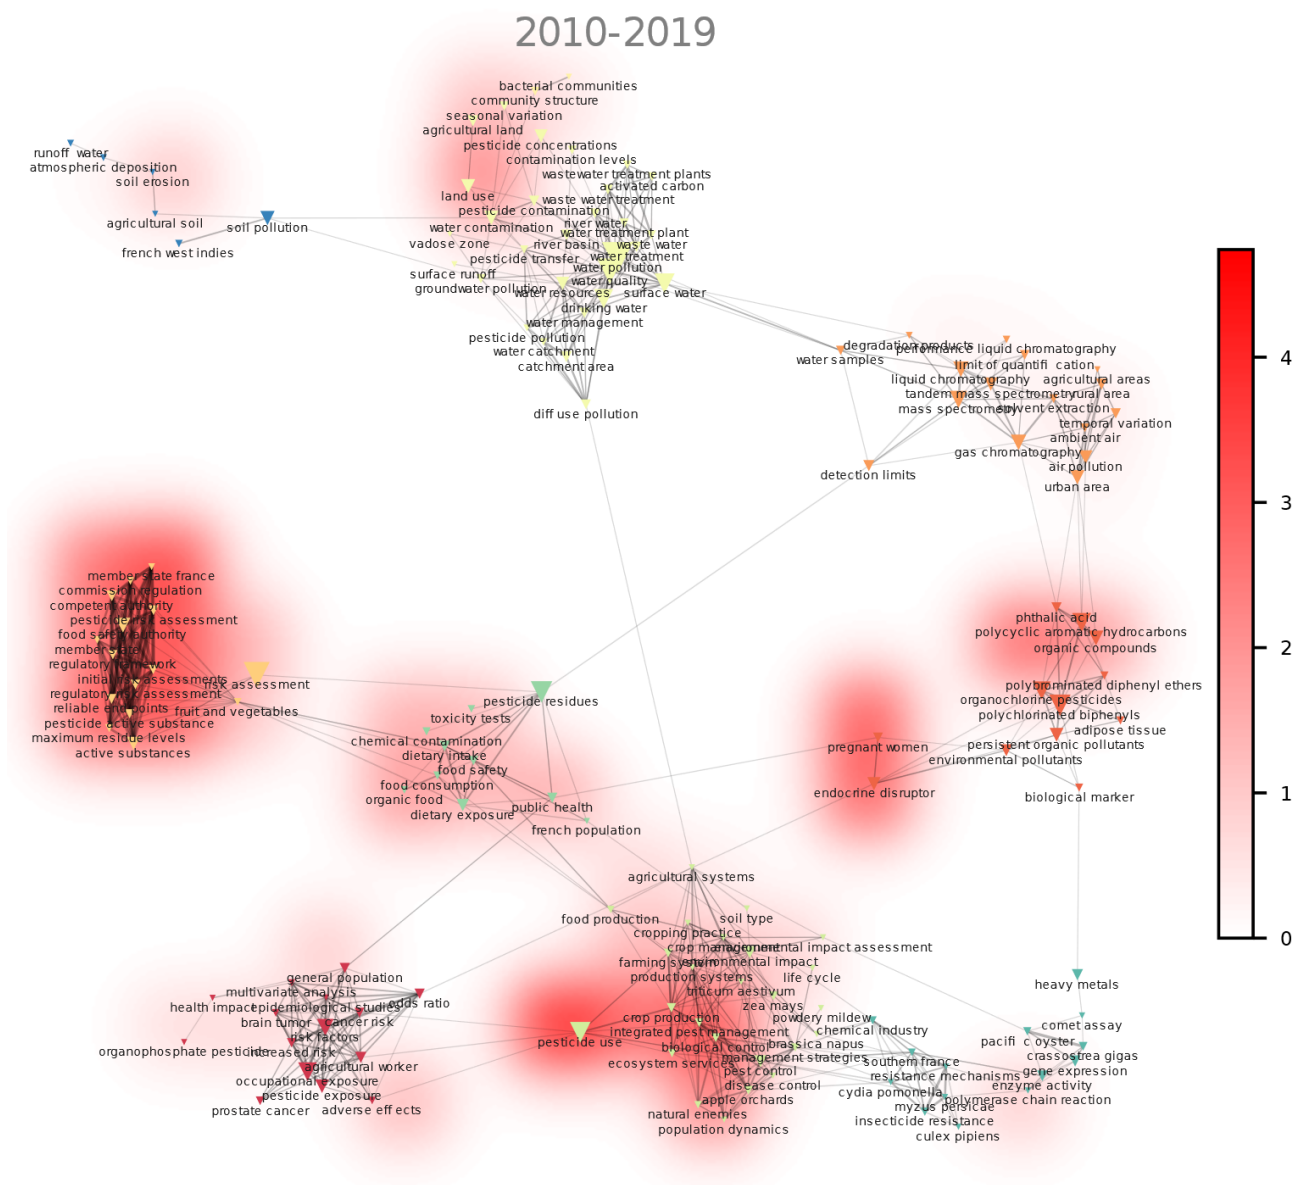 2010-2019
bacterial communities
community structure
seasonal variation
agricultural land
pesticide concentrations
contamination levels
wastewater treatment plants
activated carbon
land use
waste water treatment
pesticide contamination
river water
water contamination
water treatment plant
vadose zone
river basin
waste water
pesticide transfer
water treatment
water pollution
surface runoff
water quality
groundwater pollution
water resources
surface water
drinking water
water management
pesticide pollution
water catchment
catchment area
diff use pollution
runoff water
atmospheric deposition
soil erosion
agricultural soil
soil pollution
french west indies
degradation products
performance liquid chromatography
water samples
limit of quantifi cation
liquid chromatography
agricultural areas
tandem mass spectrometry
rural area
mass spectrometry
solvent extraction
temporal variation
ambient air
gas chromatography
air pollution
detection limits
urban area
4
3
2
1
0
member state france
commission regulation
competent authority
pesticide risk assessment
food safety authority
member state
regulatory framework
initial risk assessments
risk assessment
regulatory risk assessment
reliable endpoints
fruit and vegetables
pesticide active substance
maximum residue levels
active substances
pesticide residues
toxicity tests
chemical contamination
dietary intake
food safety
food consumption
organic food
dietary exposure
public health
french population
phthalic acid
polycyclic aromatic hydrocarbons
organic compounds
polybrominated diphenyl ethers
organochlorine pesticides
polychlorinated biphenyls
adipose tissue
persistent organic pollutants
environmental pollutants
pregnant women
endocrine disruptor
biological marker
agricultural systems
food production
soil type
cropping practice
crop management
environmental impact assessment
farming system
environmental impact
production systems
life cycle
triticum aestivum
zea mays
crop production
powdery mildew
integrated pest management
chemical industry
pesticide use
biological control
brassica napus
ecosystem services
management strategies
pest control
disease control
apple orchards
natural enemies
population dynamics
general population
multivariate analysis
health impact
epidemiological studies
odds ratio
brain tumor
cancer risk
risk factors
organophosphate pesticide
increased risk
agricultural worker
occupational exposure
pesticide exposure
prostate cancer
adverse eff ects
heavy metals
comet assay
pacifi c oyster
crassostrea gigas
southern france
gene expression
resistance mechanisms
enzyme activity
cydia pomonella
polymerase chain reaction
myzus persicae
insecticide resistance
culex pipiens